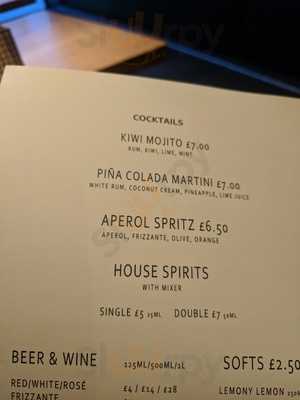 COCKTAILS
KIWI MOJITO £7.00
RUM, KIWI, LIME, MINT
PIÑA COLADA MARTINI £7.00
WHITE RUM, COCONUT CREAM, PINEAPPLE, LIME JUICE
APEROL SPRITZ £6.50
APEROL, FRIZZANTE, OLIVE, ORANGE
HOUSE SPIRITS
WITH MIXER
SINGLE £5 25ML DOUBLE £7 50ML
BEER & WINE 125ML/500ML/1L
SOFTS £2.50
RED/WHITE/ROSÉ £4 / £14 / £28
FRIZZANTE
LEMONY LEMON